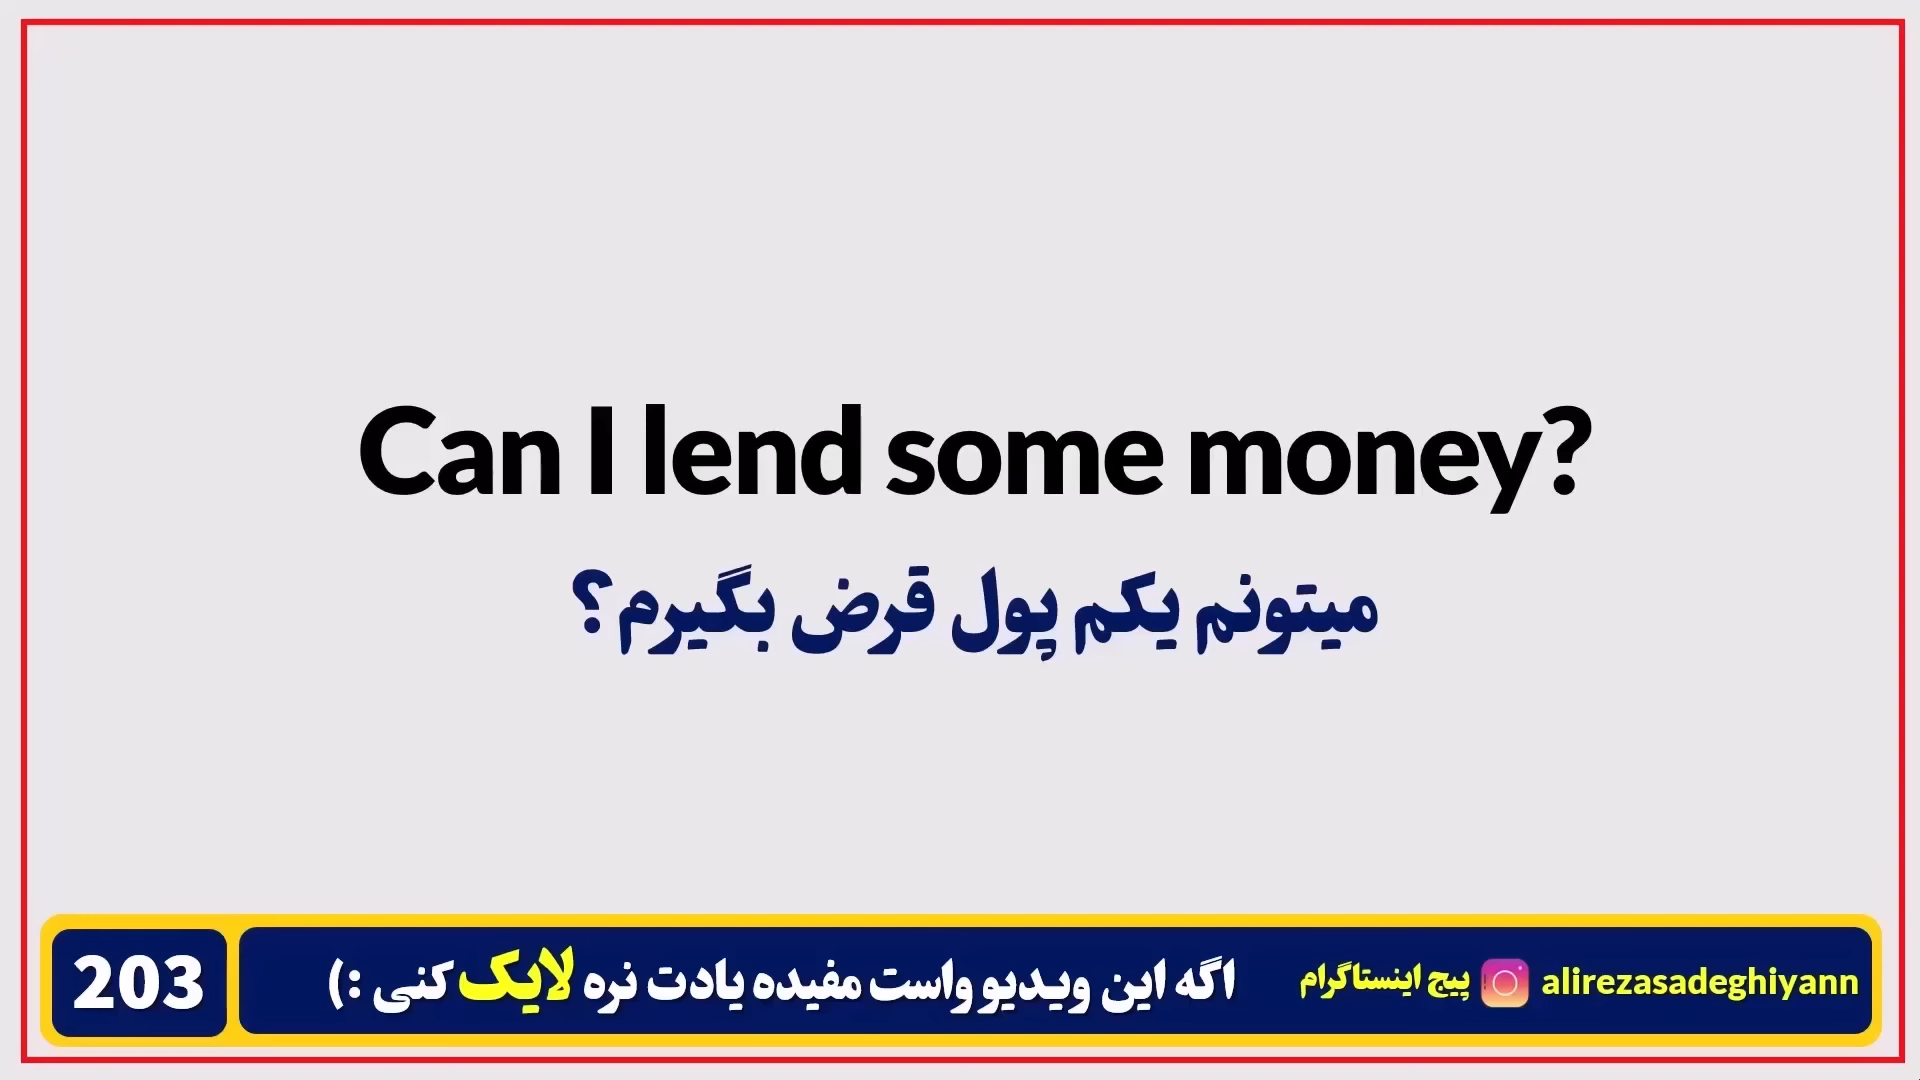 Can I lend some money?
میتونم یکم پول قرض بگیرم؟
203
اگه این ویدیو واست مفیده یادت نره لایک کنی :)
پیج اینستاگرام
alirezasadeghiyann